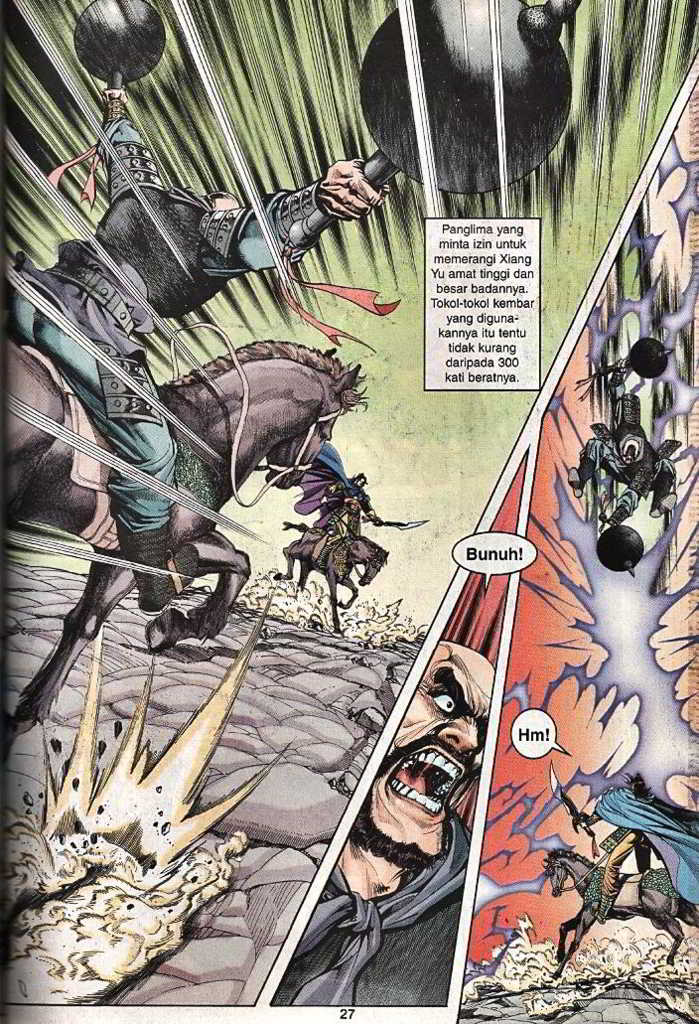 Panglima yang
minta izin untuk
memerangi Xiang
Yu amat tinggi dan
besar badannya.
Tokol-tokol kembar
yang diguna-
kannya itu tentu
tidak kurang
daripada 300
kati beratnya.
Bunuh!
Hm!
27